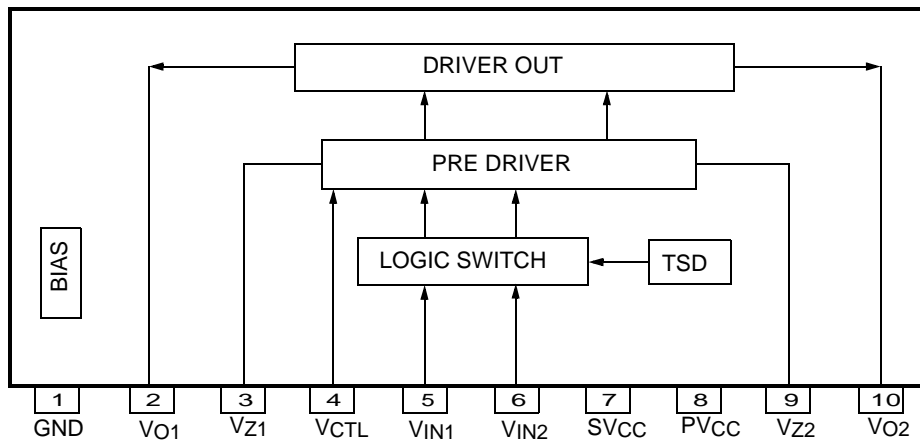 DRIVER OUT
PRE DRIVER
LOGIC SWITCH
TSD
BIAS
1 2 3 4 5 6 7 8 9 10
GND VO1 VZ1 VCTL VIN1 VIN2 SVCC PVCC VZ2 VO2